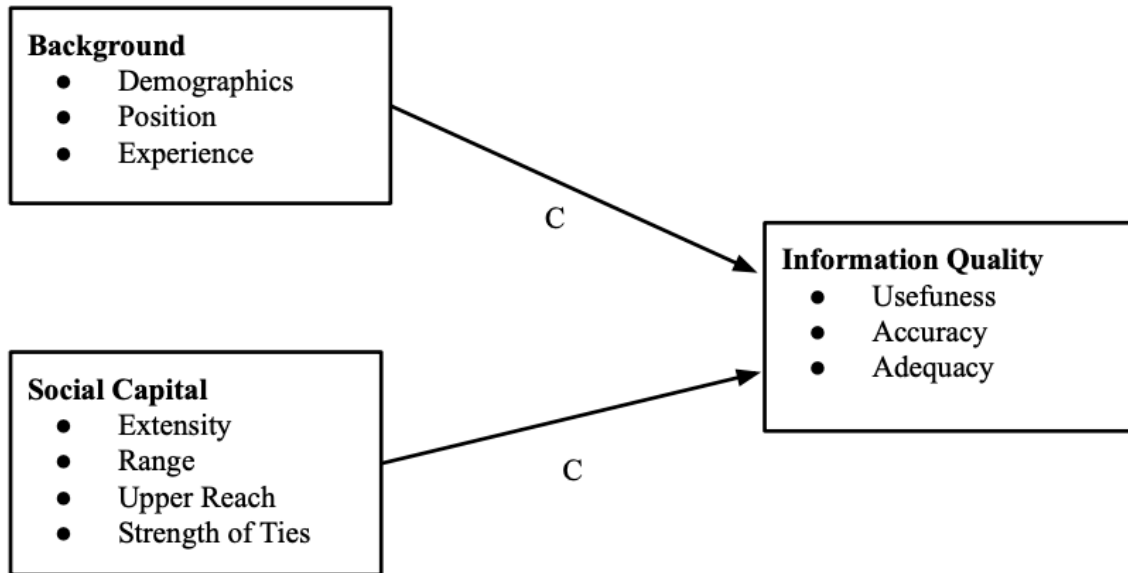 Background
● Demographics
● Position
● Experience
C
Information Quality
● Usefuness
● Accuracy
● Adequacy
Social Capital
● Extensity
● Range
● Upper Reach
● Strength of Ties
C